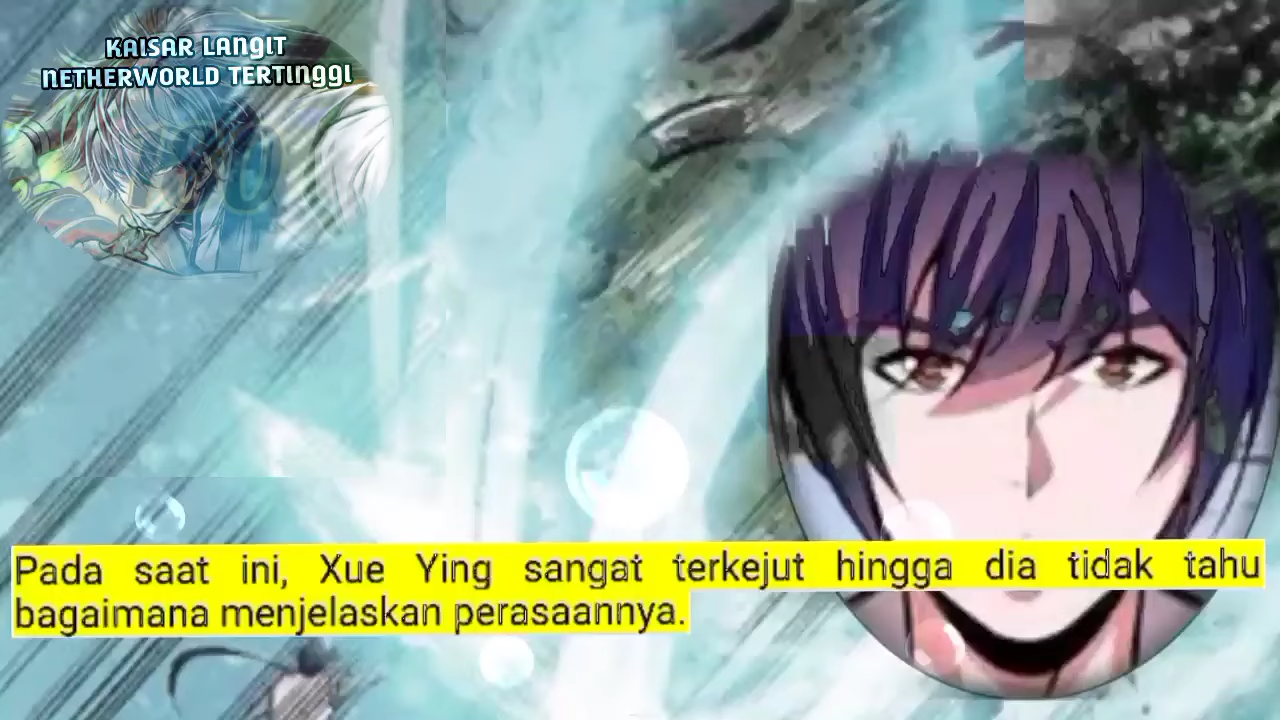 KAISAR LANGIT
NETHERWORLD TERTINGGI
Pada saat ini, Xue Ying sangat terkejut hingga dia tidak tahu
bagaimana menjelaskan perasaannya.